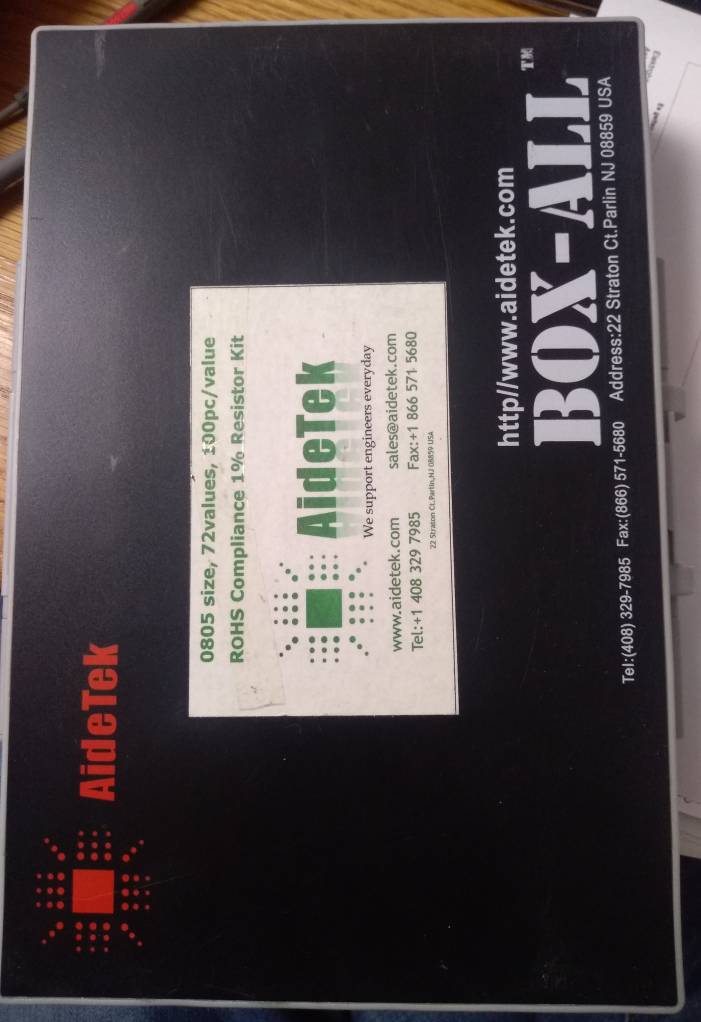 AideTek
0805 size, 72values, 100pc/value
ROHS Compliance 1% Resistor Kit
AideTek
We support engineers everyday
www.aidetek.com sales@aidetek.com
Tel:+1 408 329 7985 Fax:+1 866 571 5680
22 Straton Ct.Parlin,NJ 08859 USA
http//www.aidetek.com
BOX-ALL™
Tel:(408) 329-7985 Fax:(866) 571-5680 Address:22 Straton Ct.Parlin NJ 08859 USA